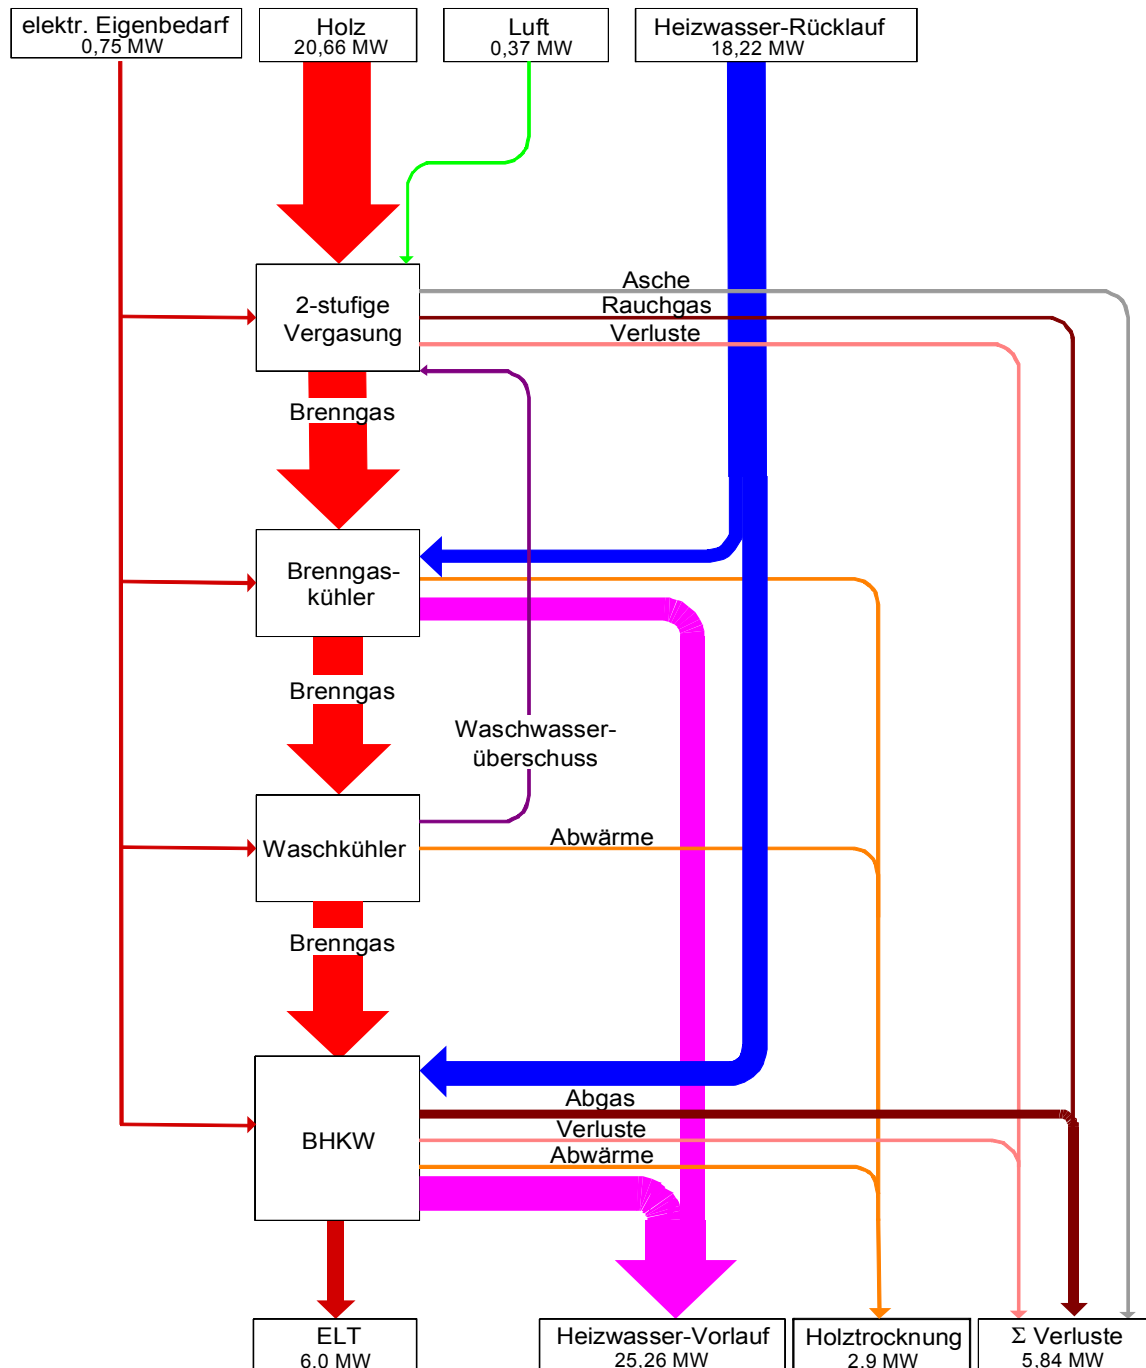 elektr. Eigenbedarf
0,75 MW
Holz
20,66 MW
Luft
0,37 MW
Heizwasser-Rücklauf
18,22 MW
2-stufige
Vergasung
Asche
Rauchgas
Verluste
Brenngas
Brenngas-
kühler
Brenngas
Waschwasser-
überschuss
Waschkühler
Abwärme
Brenngas
BHKW
Abgas
Verluste
Abwärme
ELT
6,0 MW
Heizwasser-Vorlauf
25,26 MW
Holztrocknung
2,9 MW
Σ Verluste
5,84 MW